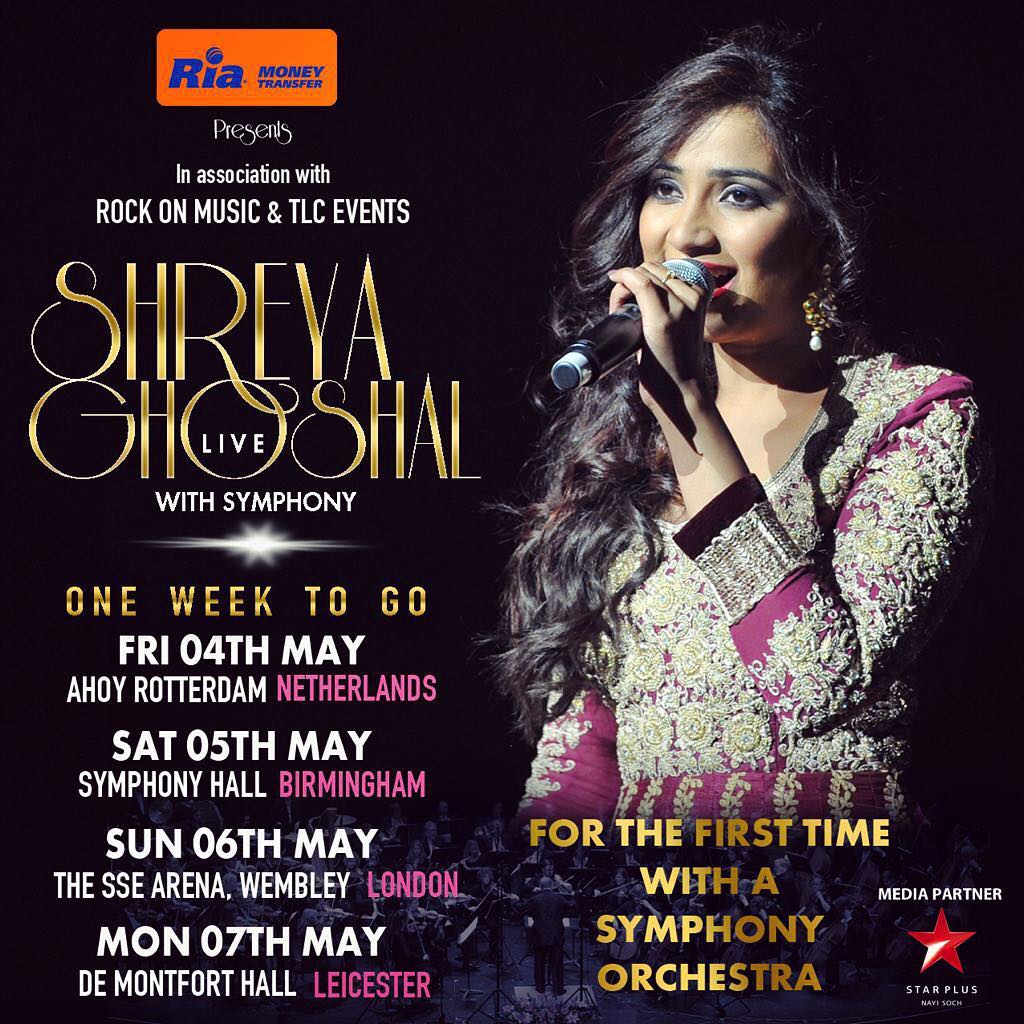 Ria MONEY TRANSFER
Presents
In association with
ROCK ON MUSIC & TLC EVENTS
SHREYA
GHOSHAL
LIVE
WITH SYMPHONY
ONE WEEK TO GO
FRI 04TH MAY
AHOY ROTTERDAM NETHERLANDS
SAT 05TH MAY
SYMPHONY HALL BIRMINGHAM
SUN 06TH MAY
THE SSE ARENA, WEMBLEY LONDON
MON 07TH MAY
DE MONTFORT HALL LEICESTER
FOR THE FIRST TIME
WITH A
SYMPHONY
ORCHESTRA
MEDIA PARTNER
STAR PLUS
NAYI SOCH